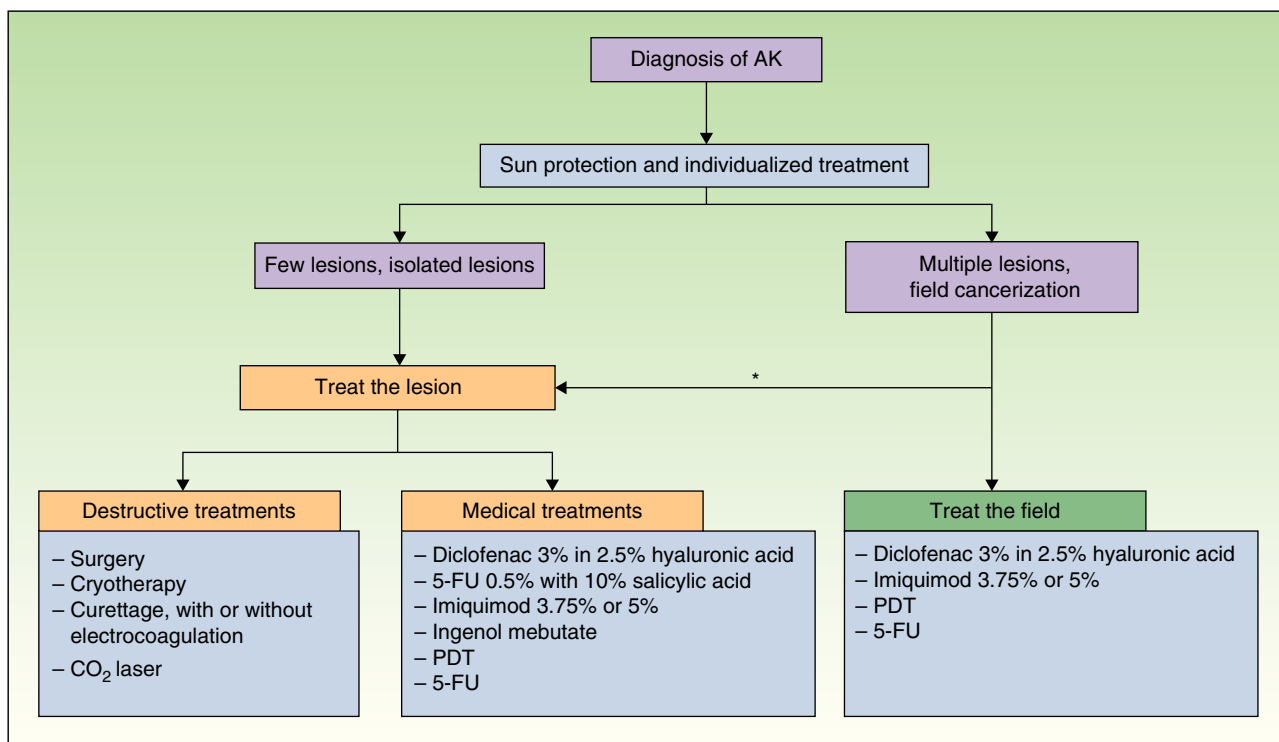 Diagnosis of AK
Sun protection and individualized treatment
Few lesions, isolated lesions
Multiple lesions,
field cancerization
Treat the lesion
*
Destructive treatments
– Surgery
– Cryotherapy
– Curettage, with or without
electrocoagulation
– CO₂ laser
Medical treatments
– Diclofenac 3% in 2.5% hyaluronic acid
– 5-FU 0.5% with 10% salicylic acid
– Imiquimod 3.75% or 5%
– Ingenol mebutate
– PDT
– 5-FU
Treat the field
– Diclofenac 3% in 2.5% hyaluronic acid
– Imiquimod 3.75% or 5%
– PDT
– 5-FU